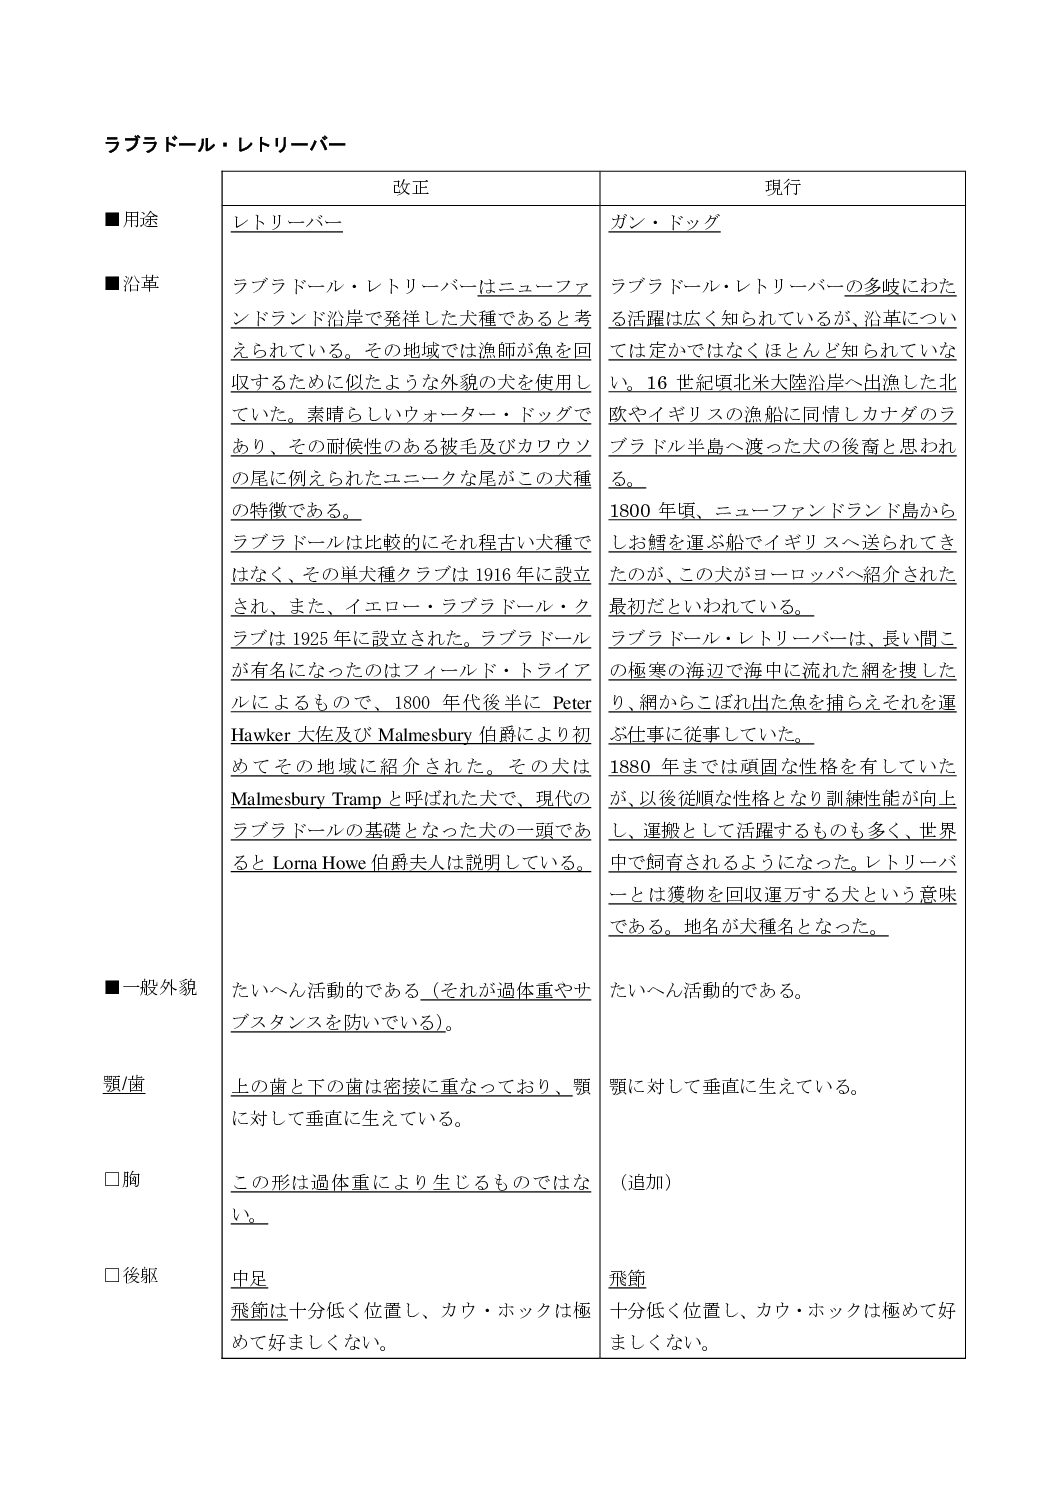 ラブラドール・レトリーバー
改正
現行
■用途
レトリーバー
ガン・ドッグ
■沿革
ラブラドール・レトリーバーはニューファ
ンドランド沿岸で発祥した犬種であると考
えられている。その地域では漁師が魚を回
収するために似たような外貌の犬を使用し
ていた。素晴らしいウォーター・ドッグで
あり、その耐候性のある被毛及びカワウソ
の尾に例えられたユニークな尾がこの犬種
の特徴である。
ラブラドールは比較的にそれ程古い犬種で
はなく、その単犬種クラブは 1916 年に設立
され、また、イエロー・ラブラドール・ク
ラブは 1925 年に設立された。ラブラドール
が有名になったのはフィールド・トライア
ルによるもので、1800 年代後半に Peter
Hawker 大佐及び Malmesbury 伯爵により初
めてその地域に紹介された。その犬は
Malmesbury Tramp と呼ばれた犬で、現代の
ラブラドールの基礎となった犬の一頭であ
ると Lorna Howe 伯爵夫人は説明している。
ラブラドール・レトリーバーの多岐にわた
る活躍は広く知られているが、沿革につい
ては定かではなくほとんど知られていな
い。16 世紀頃北米大陸沿岸へ出漁した北
欧やイギリスの漁船に同情しカナダのラ
ブラドル半島へ渡った犬の後裔と思われ
る。
1800 年頃、ニューファンドランド島から
しお鱈を運ぶ船でイギリスへ送られてき
たのが、この犬がヨーロッパへ紹介された
最初だといわれている。
ラブラドール・レトリーバーは、長い間こ
の極寒の海辺で海中に流れた網を捜した
り、網からこぼれ出た魚を捕らえそれを運
ぶ仕事に従事していた。
1880 年までは頑固な性格を有していた
が、以後従順な性格となり訓練性能が向上
し、運搬として活躍するものも多く、世界
中で飼育されるようになった。レトリーバ
ーとは獲物を回収運万する犬という意味
である。地名が犬種名となった。
■一般外貌
たいへん活動的である（それが過体重やサ
ブスタンスを防いでいる）。
たいへん活動的である。
顎/歯
上の歯と下の歯は密接に重なっており、顎
に対して垂直に生えている。
顎に対して垂直に生えている。
□胸
この形は過体重により生じるものではな
い。
（追加）
□後躯
中足
飛節は十分低く位置し、カウ・ホックは極
めて好ましくない。
飛節
十分低く位置し、カウ・ホックは極めて好
ましくない。